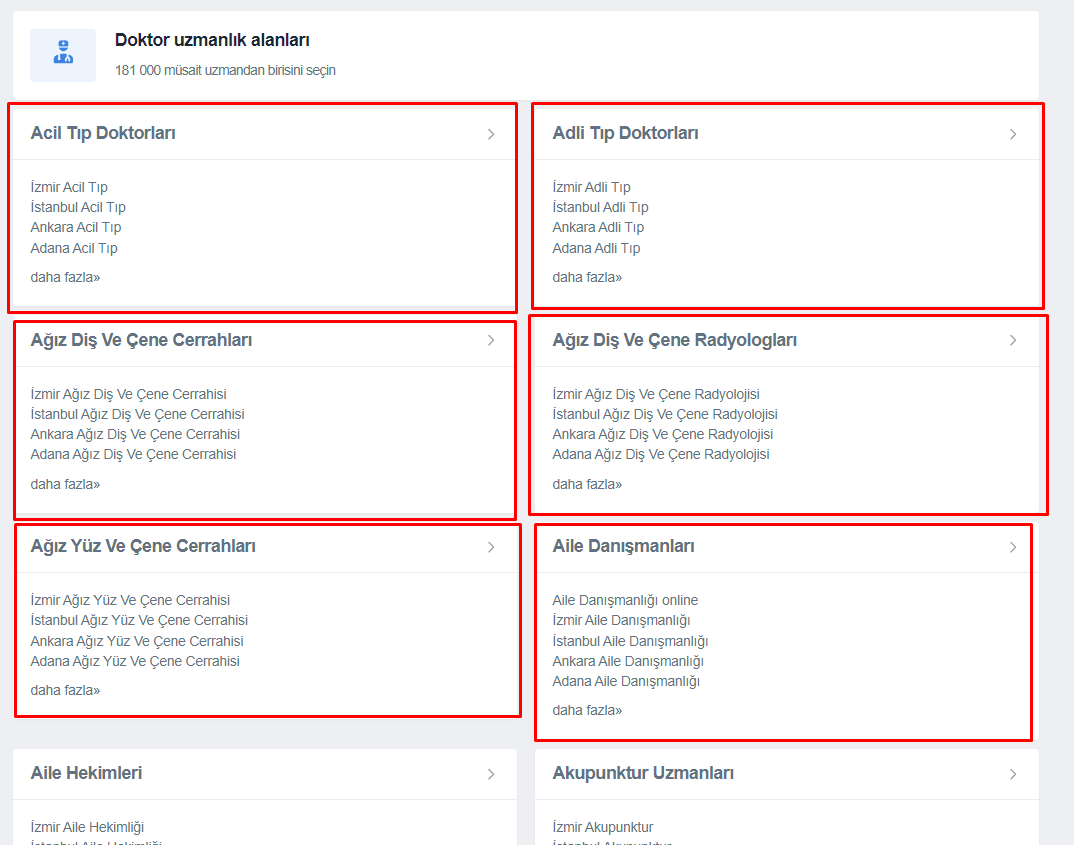 Doktor uzmanlık alanları
181 000 müsait uzmandan birisini seçin
Acil Tıp Doktorları
İzmir Acil Tıp
İstanbul Acil Tıp
Ankara Acil Tıp
Adana Acil Tıp
daha fazla»
Adli Tıp Doktorları
İzmir Adli Tıp
İstanbul Adli Tıp
Ankara Adli Tıp
Adana Adli Tıp
daha fazla»
Ağız Diş Ve Çene Cerrahları
İzmir Ağız Diş Ve Çene Cerrahisi
İstanbul Ağız Diş Ve Çene Cerrahisi
Ankara Ağız Diş Ve Çene Cerrahisi
Adana Ağız Diş Ve Çene Cerrahisi
daha fazla»
Ağız Diş Ve Çene Radyologları
İzmir Ağız Diş Ve Çene Radyolojisi
İstanbul Ağız Diş Ve Çene Radyolojisi
Ankara Ağız Diş Ve Çene Radyolojisi
Adana Ağız Diş Ve Çene Radyolojisi
daha fazla»
Ağız Yüz Ve Çene Cerrahları
İzmir Ağız Yüz Ve Çene Cerrahisi
İstanbul Ağız Yüz Ve Çene Cerrahisi
Ankara Ağız Yüz Ve Çene Cerrahisi
Adana Ağız Yüz Ve Çene Cerrahisi
daha fazla»
Aile Danışmanları
Aile Danışmanlığı online
İzmir Aile Danışmanlığı
İstanbul Aile Danışmanlığı
Ankara Aile Danışmanlığı
Adana Aile Danışmanlığı
daha fazla»
Aile Hekimleri
İzmir Aile Hekimliği
İstanbul Aile Hekimliği
Akupunktur Uzmanları
İzmir Akupunktur
İstanbul Akupunktur